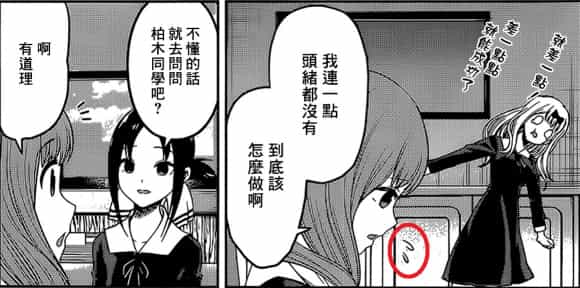 就差一點點
差一點點
就能成功了
我連一點
頭緒都沒有
到底該
怎麼做啊
不懂的話
就去問問
柏木同學吧？
啊
有道理